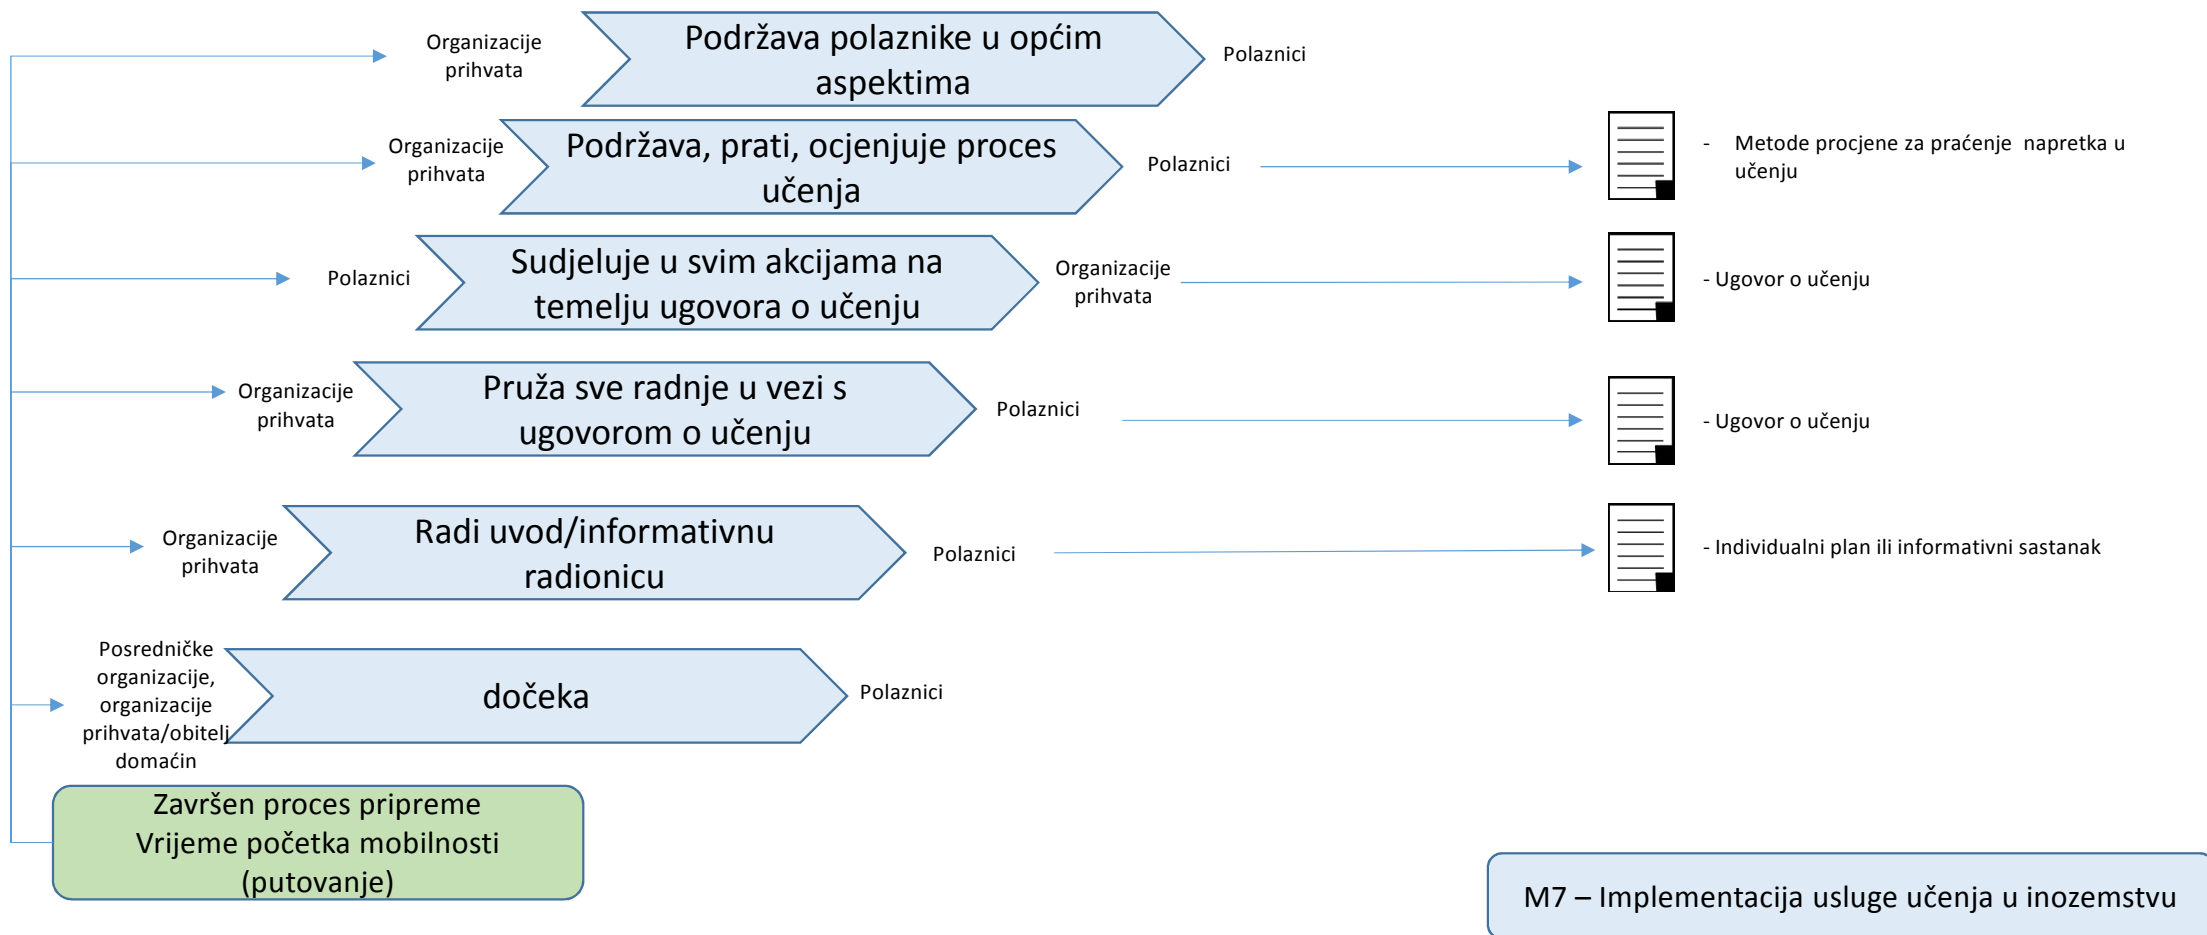 Organizacije
prihvata
Podržava polaznike u općim
aspektima
Polaznici
Organizacije
prihvata
Podržava, prati, ocjenjuje proces
učenja
Polaznici
- Metode procjene za praćenje napretka u
učenju
Polaznici
Sudjeluje u svim akcijama na
temelju ugovora o učenju
Organizacije
prihvata
- Ugovor o učenju
Organizacije
prihvata
Pruža sve radnje u vezi s
ugovorom o učenju
Polaznici
- Ugovor o učenju
Organizacije
prihvata
Radi uvod/informativnu
radionicu
Polaznici
- Individualni plan ili informativni sastanak
Posredničke
organizacije,
organizacije
prihvata/obitelj
domaćin
dočeka
Polaznici
Završen proces pripreme
Vrijeme početka mobilnosti
(putovanje)
M7 – Implementacija usluge učenja u inozemstvu